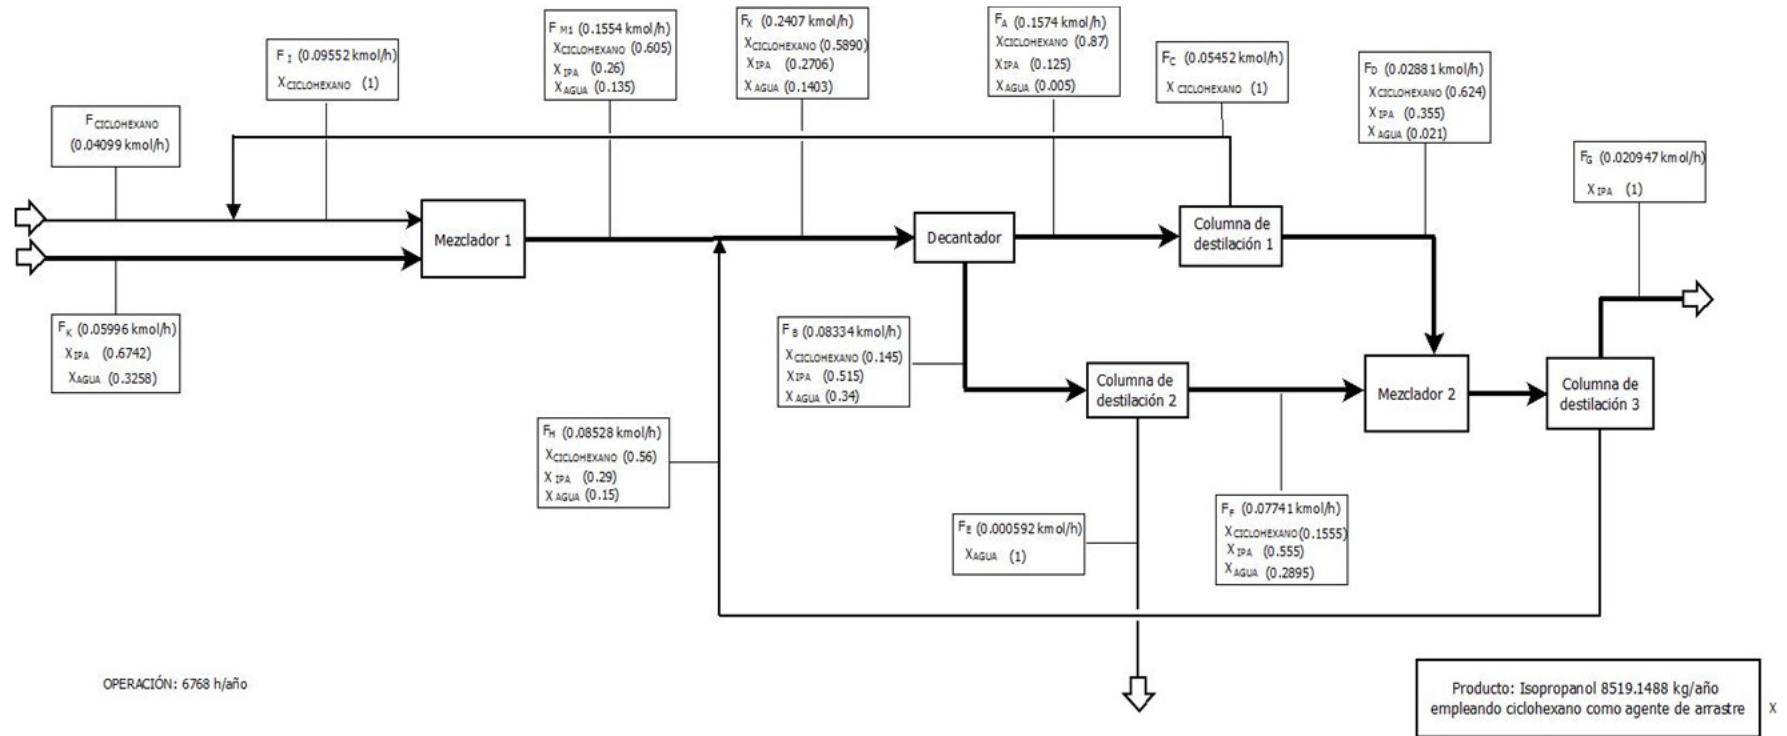 F CICLOHEXANO
(0.04099 kmol/h)
F I (0.09552 kmol/h)
X CICLOHEXANO (1)
F M1 (0.1554 kmol/h)
X CICLOHEXANO (0.605)
X IPA (0.26)
X AGUA (0.135)
F X (0.2407 kmol/h)
X CICLOHEXANO (0.5890)
X IPA (0.2706)
X AGUA (0.1403)
F A (0.1574 kmol/h)
X CICLOHEXANO (0.87)
X IPA (0.125)
X AGUA (0.005)
F C (0.05452 kmol/h)
X CICLOHEXANO (1)
F D (0.02881 kmol/h)
X CICLOHEXANO (0.624)
X IPA (0.355)
X AGUA (0.021)
F G (0.020947 kmol/h)
X IPA (1)
Mezclador 1
Decantador
Columna de
destilación 1
F K (0.05996 kmol/h)
X IPA (0.6742)
X AGUA (0.3258)
F B (0.08334 kmol/h)
X CICLOHEXANO (0.145)
X IPA (0.515)
X AGUA (0.34)
Columna de
destilación 2
Mezclador 2
Columna de
destilación 3
F H (0.08528 kmol/h)
X CICLOHEXANO (0.56)
X IPA (0.29)
X AGUA (0.15)
F E (0.000592 kmol/h)
X AGUA (1)
F F (0.07741 kmol/h)
X CICLOHEXANO (0.1555)
X IPA (0.555)
X AGUA (0.2895)
OPERACIÓN: 6768 h/año
Producto: Isopropanol 8519.1488 kg/año
empleando ciclohexano como agente de arrastre
X